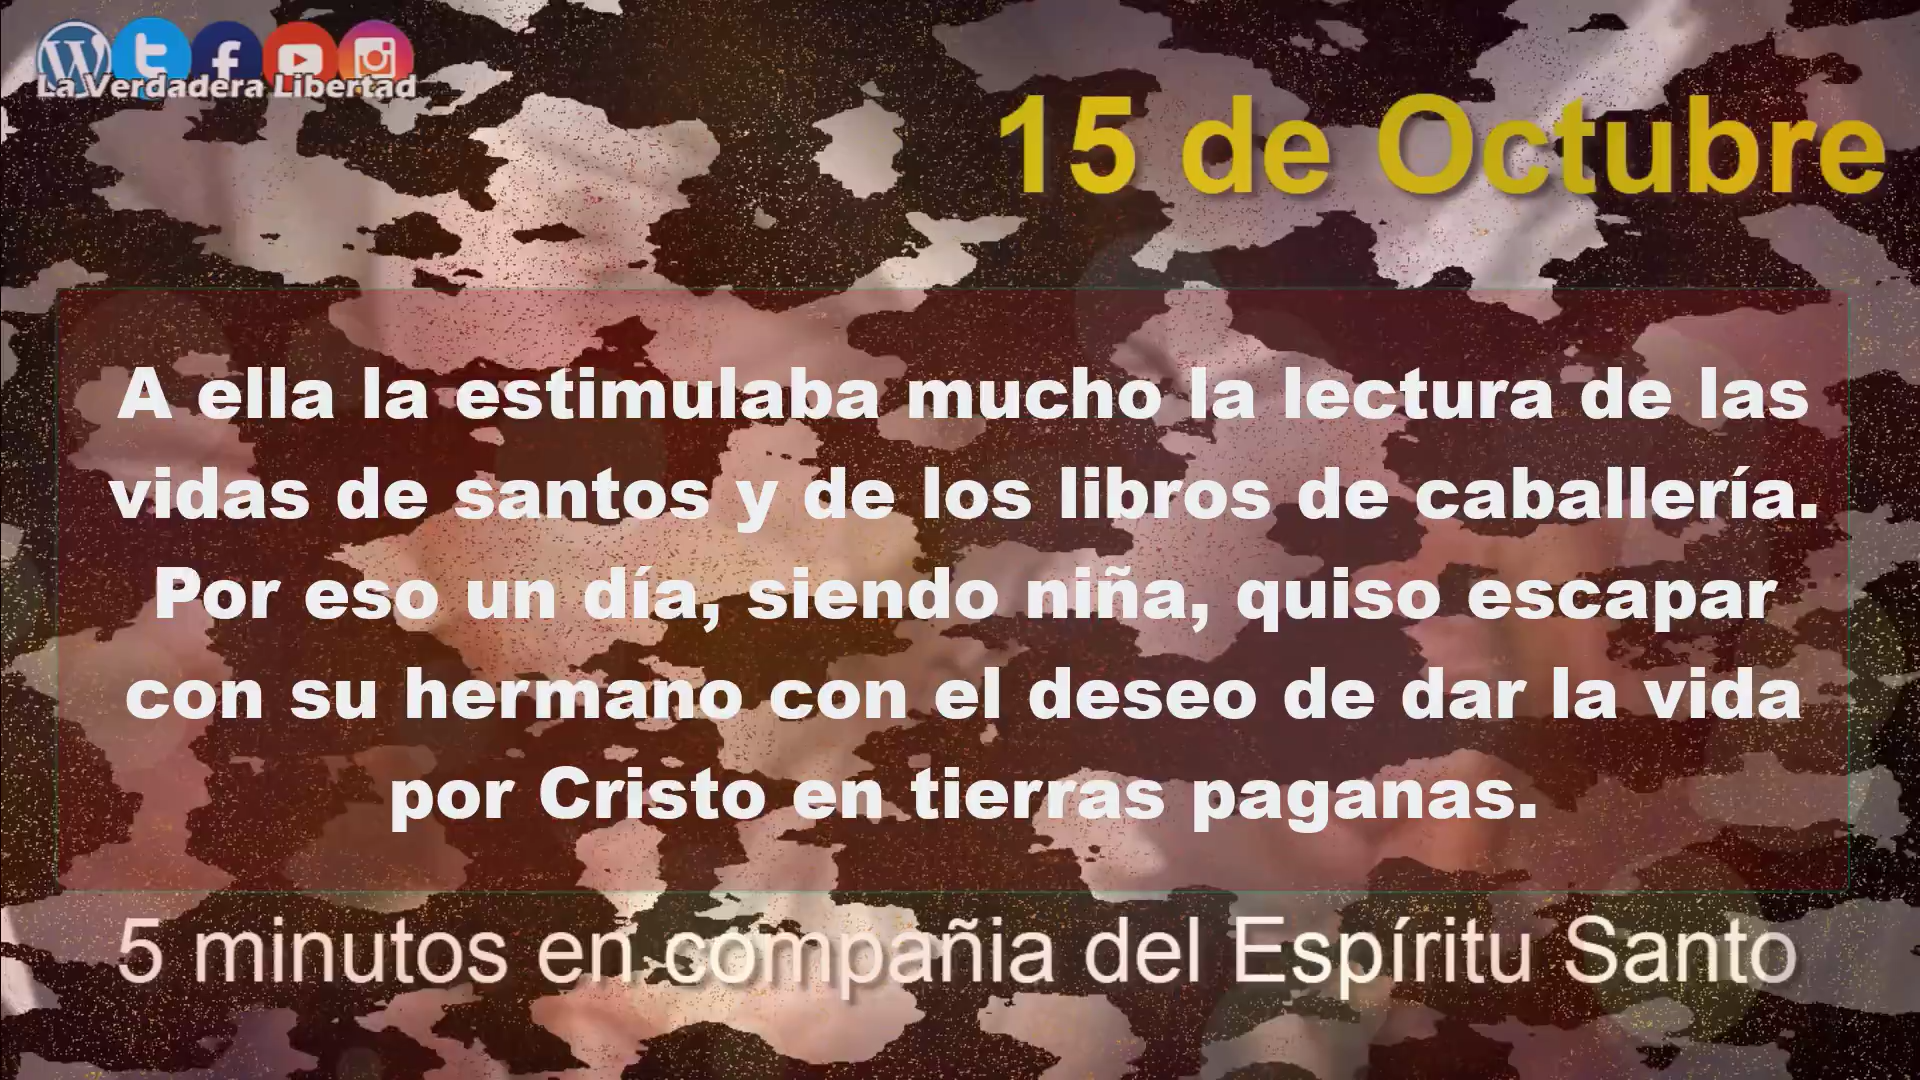 La Verdadera Libertad
15 de Octubre
A ella la estimulaba mucho la lectura de las
vidas de santos y de los libros de caballería.
Por eso un día, siendo niña, quiso escapar
con su hermano con el deseo de dar la vida
por Cristo en tierras paganas.
5 minutos en compañia del Espíritu Santo